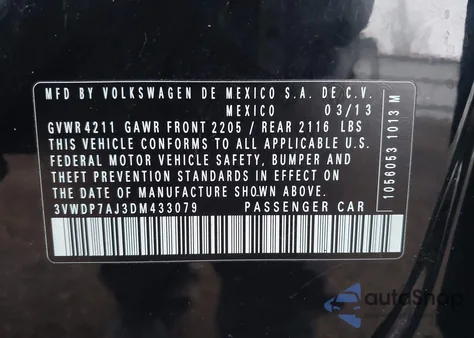 MFD BY VOLKSWAGEN DE MEXICO S.A. DE C.V.
MEXICO 03/13
GVWR 4211 GAWR FRONT 2205 / REAR 2116 LBS
THIS VEHICLE CONFORMS TO ALL APPLICABLE U.S.
FEDERAL MOTOR VEHICLE SAFETY, BUMPER AND
THEFT PREVENTION STANDARDS IN EFFECT ON THE
DATE OF MANUFACTURE SHOWN ABOVE.
3VWDP7AJ3DM433079 PASSENGER CAR
1056053 1013 M
autoShop